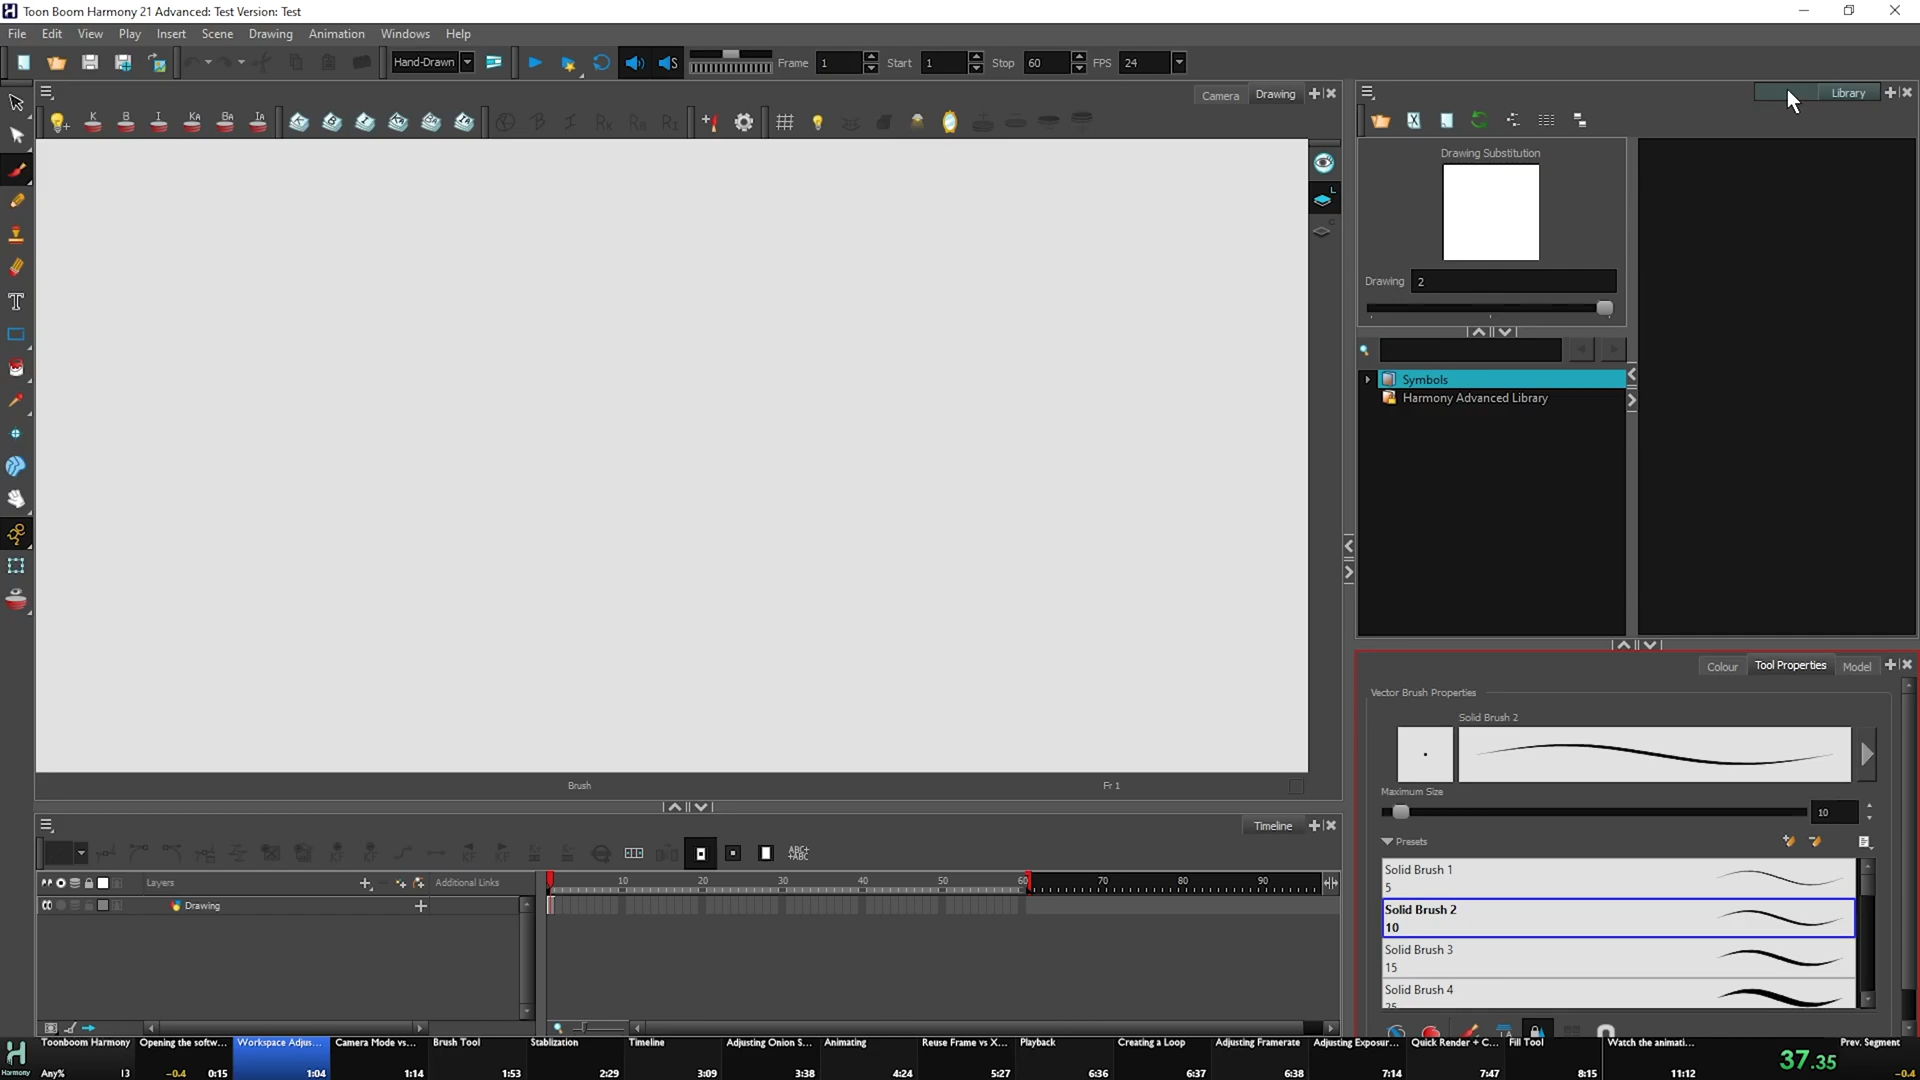 Toon Boom Harmony 21 Advanced: Test Version: Test
File Edit View Play Insert Scene Drawing Animation Windows Help
Hand-Drawn Frame 1 Start 1 Stop 60 FPS 24
Camera Drawing
Library
K B I KA BA IA
Drawing Substitution
Drawing 2
Symbols
Harmony Advanced Library
Colour Tool Properties Model
Vector Brush Properties
Solid Brush 2
Maximum Size
10
Presets
Solid Brush 1
5
Solid Brush 2
10
Solid Brush 3
15
Solid Brush 4
25
Brush Fr 1
Timeline
Layers Additional Links
10 20 30 40 50 60 70 80 90
Drawing
Toonboom Harmony Opening the softw... Workspace Adjus... Camera Mode vs... Brush Tool Stablization Timeline Adjusting Onion S... Animating Reuse Frame vs X... Playback Creating a Loop Adjusting Framerate Adjusting Exposur... Quick Render + C... Fill Tool Watch the animati... Prev. Segment
Harmony Any% 13 -0.4 0:15 1:04 1:14 1:53 2:29 3:09 3:38 4:24 5:27 6:36 6:37 6:38 7:14 7:47 8:15 11:12 37.35 -0.4